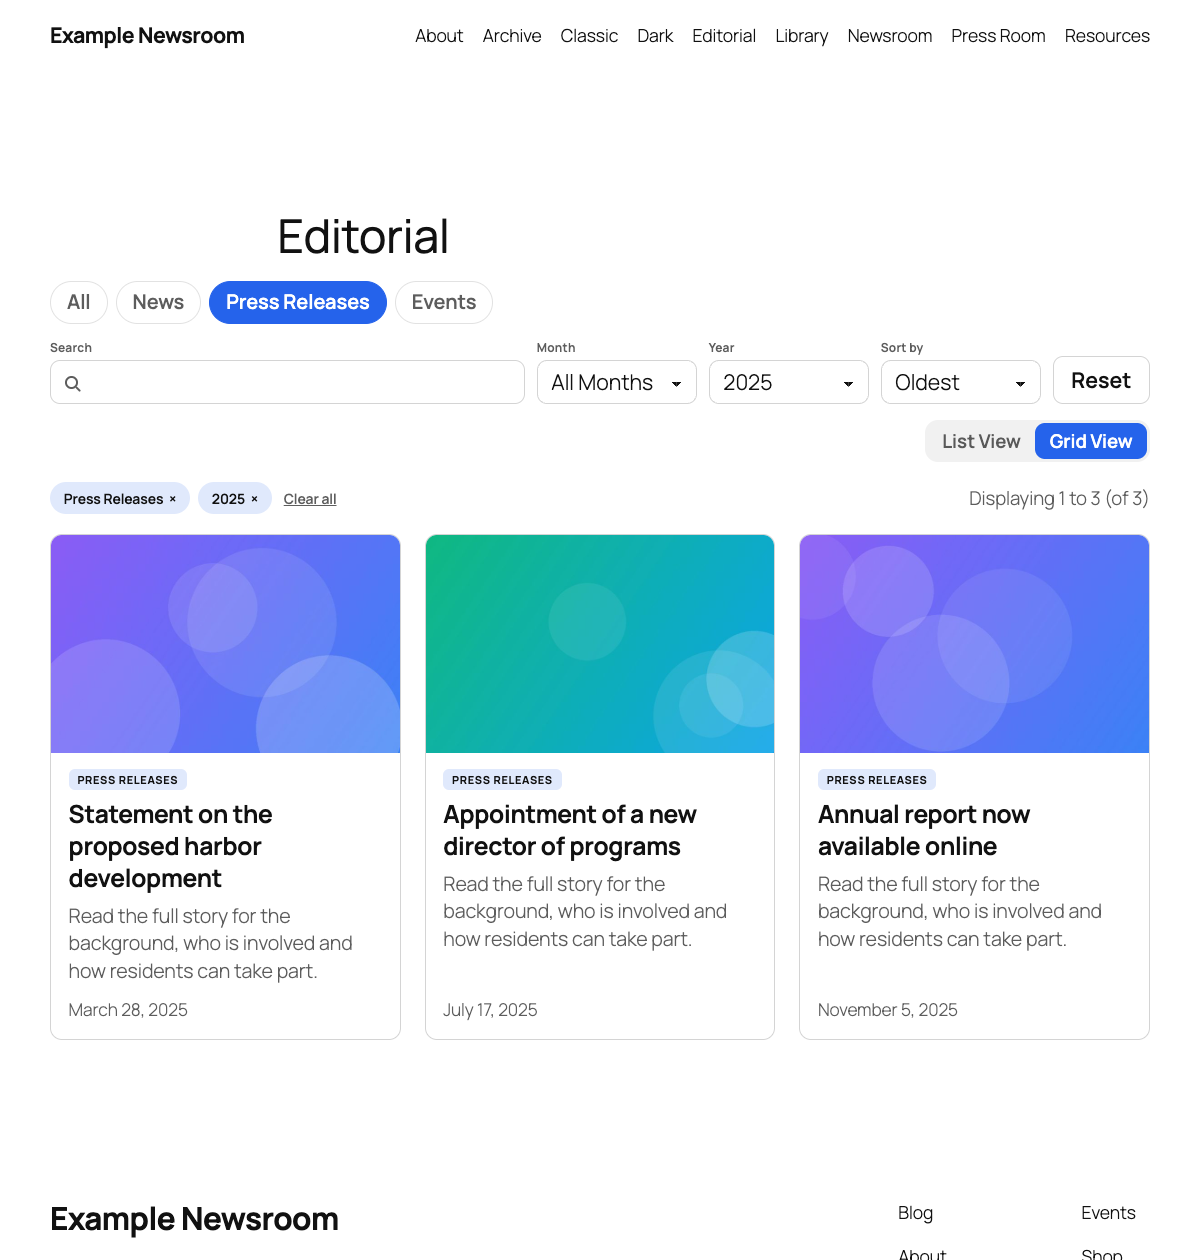 Example Newsroom
About Archive Classic Dark Editorial Library Newsroom Press Room Resources
Editorial
All News Press Releases Events
Search Month Year Sort by
All Months 2025 Oldest Reset
List View Grid View
Press Releases × 2025 × Clear all Displaying 1 to 3 (of 3)
PRESS RELEASES
Statement on the
proposed harbor
development
Read the full story for the
background, who is involved and
how residents can take part.
March 28, 2025
PRESS RELEASES
Appointment of a new
director of programs
Read the full story for the
background, who is involved and
how residents can take part.
July 17, 2025
PRESS RELEASES
Annual report now
available online
Read the full story for the
background, who is involved and
how residents can take part.
November 5, 2025
Example Newsroom
Blog Events
About Shop